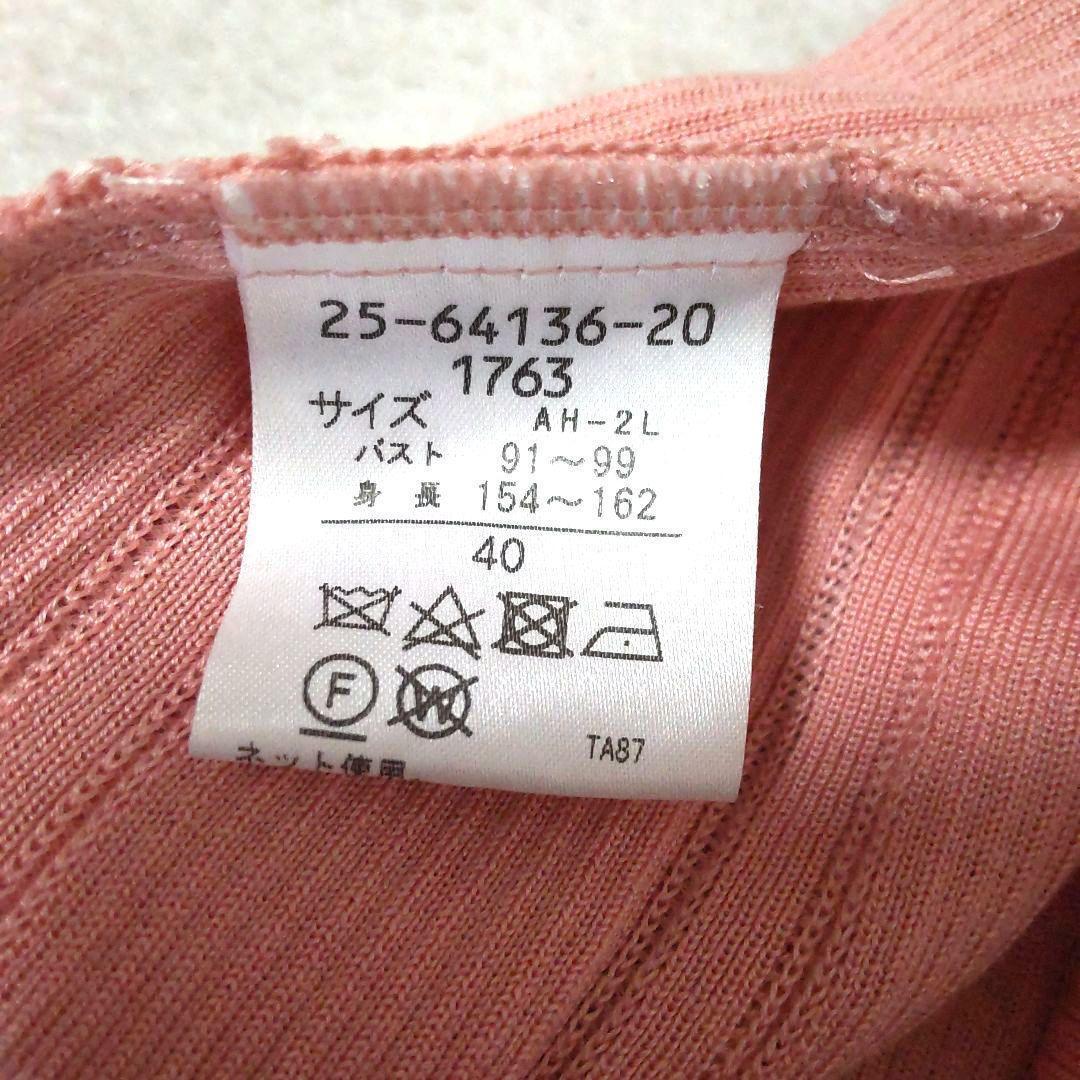 25-64136-20
1763
サイズ AH-2L
バスト 91～99
身長 154～162
40
F W
TA87
ネット使用